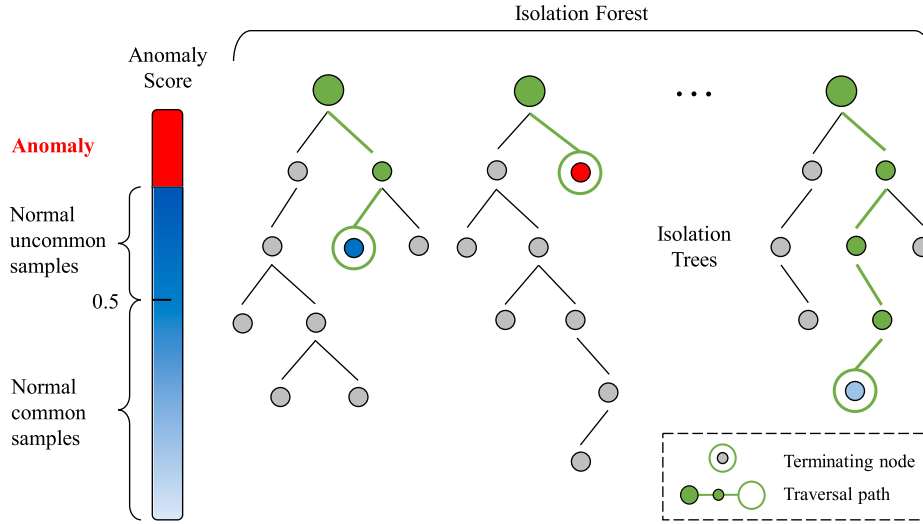 Isolation Forest
Anomaly
Score
Anomaly
Normal
uncommon
samples
0.5
Normal
common
samples
...
Isolation
Trees
Terminating node
Traversal path